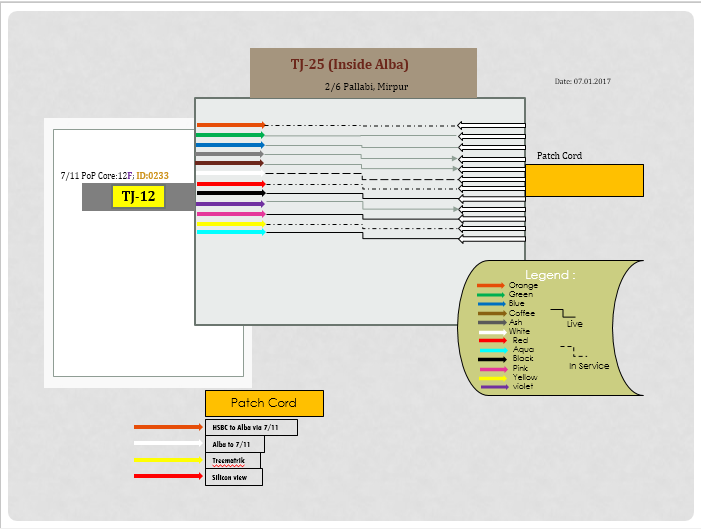 TJ-25 (Inside Alba)
2/6 Pallabi, Mirpur
Date: 07.01.2017
Patch Cord
7/11 PoP Core:12F; ID:0233
TJ-12
Legend :
Orange
Green
Blue
Coffee
Ash
White
Red
Aqua
Black
Pink
Yellow
violet
Live
In Service
Patch Cord
HSBC to Alba via 7/11
Alba to 7/11
Treematrik
Silicon view